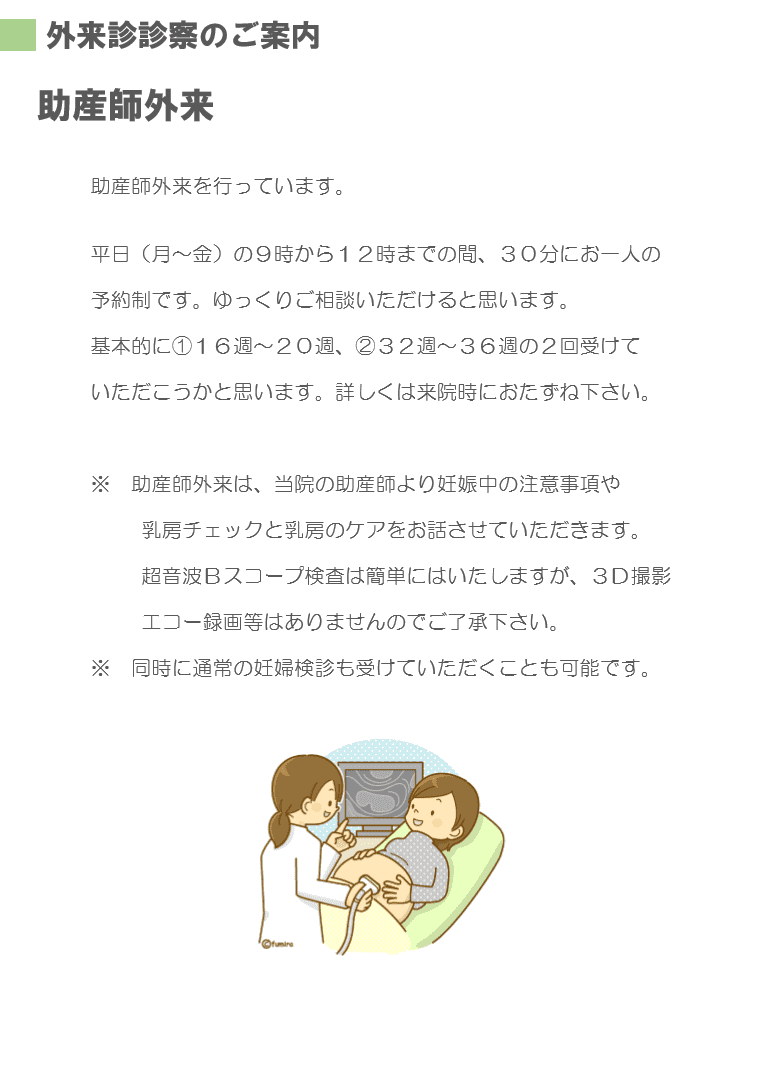 外来診診察のご案内
助産師外来
助産師外来を行っています。
平日（月～金）の９時から１２時までの間、３０分にお一人の
予約制です。ゆっくりご相談いただけると思います。
基本的に①１６週～２０週、②３２週～３６週の２回受けて
いただこうかと思います。詳しくは来院時におたずね下さい。
※　助産師外来は、当院の助産師より妊娠中の注意事項や
乳房チェックと乳房のケアをお話させていただきます。
超音波Ｂスコープ検査は簡単にはいたしますが、３Ｄ撮影
エコー録画等はありませんのでご了承下さい。
※　同時に通常の妊婦検診も受けていただくことも可能です。
©fumira